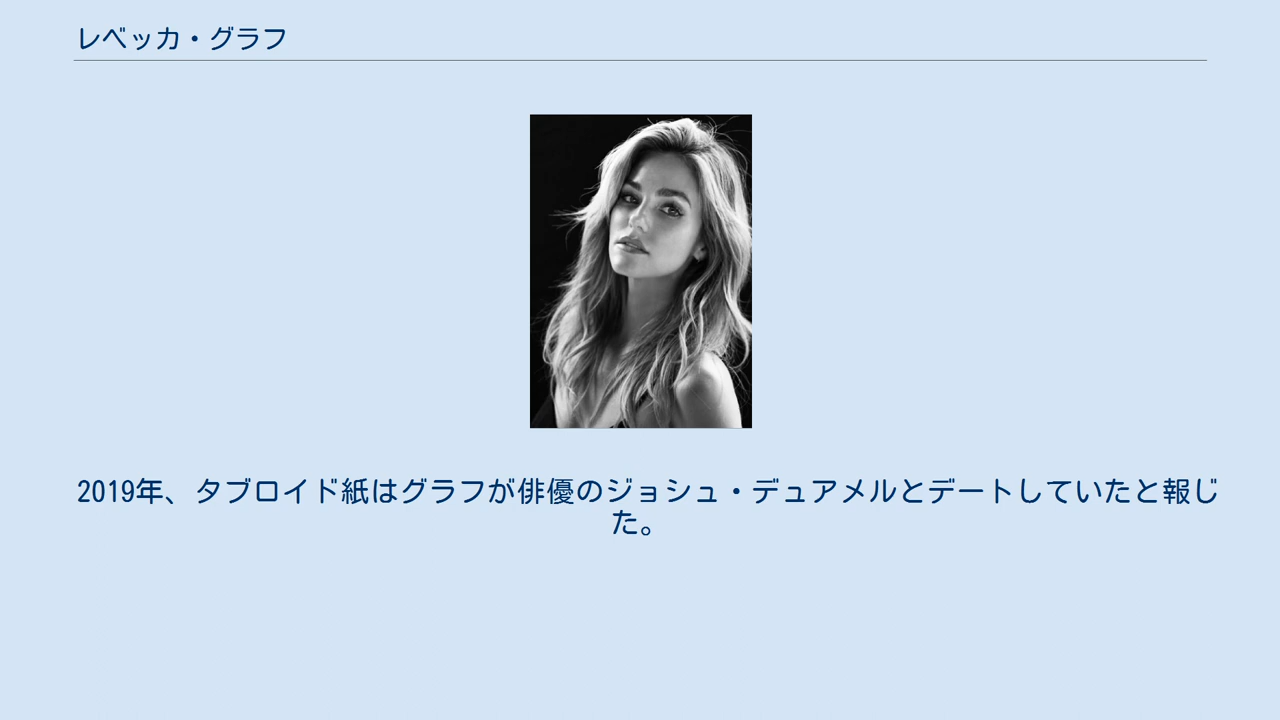 レベッカ・グラフ
2019年、タブロイド紙はグラフが俳優のジョシュ・デュアメルとデートしていたと報じ
た。